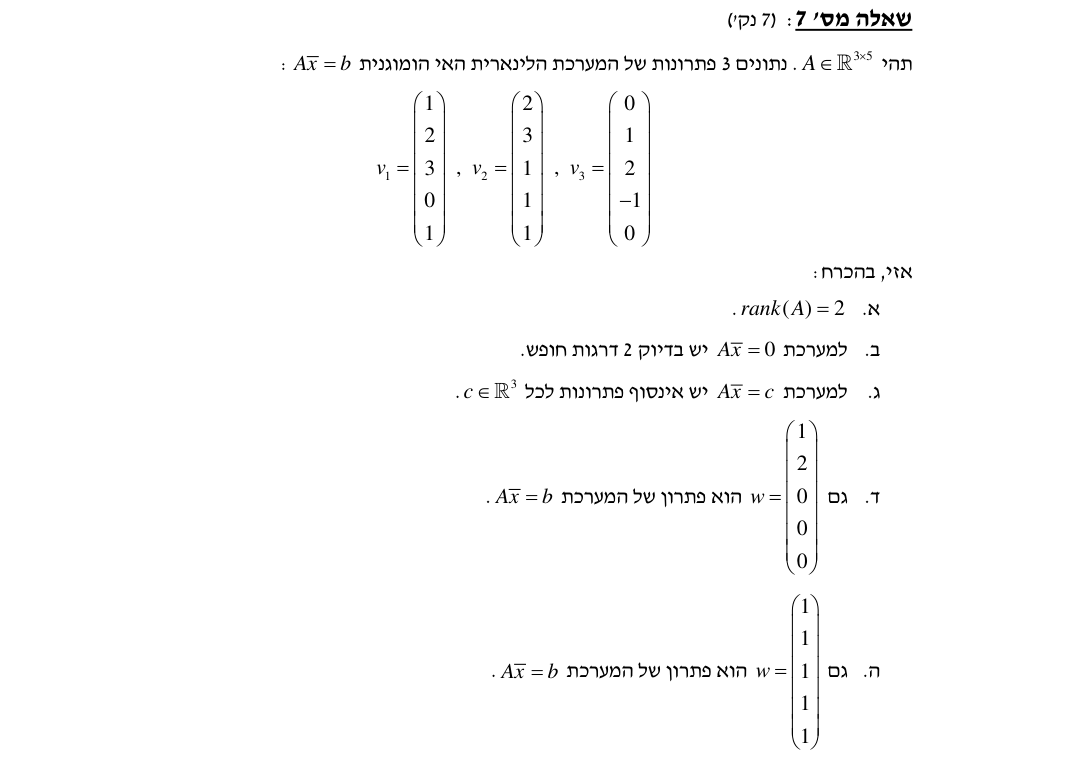 שאלה מס' 7 : (7 נק')
תהי A ∈ ℝ^{3×5} . נתונים 3 פתרונות של המערכת הלינארית האי הומוגנית Ax̅ = b :
v₁ = (1 2 3 0 1) , v₂ = (2 3 1 1 1) , v₃ = (0 1 2 −1 0)
אזי, בהכרח :
א. rank(A) = 2 .
ב. למערכת Ax̅ = 0 יש בדיוק 2 דרגות חופש.
ג. למערכת Ax̅ = c יש אינסוף פתרונות לכל c ∈ ℝ³ .
ד. גם w = (1 2 0 0 0) הוא פתרון של המערכת Ax̅ = b .
ה. גם w = (1 1 1 1 1) הוא פתרון של המערכת Ax̅ = b .